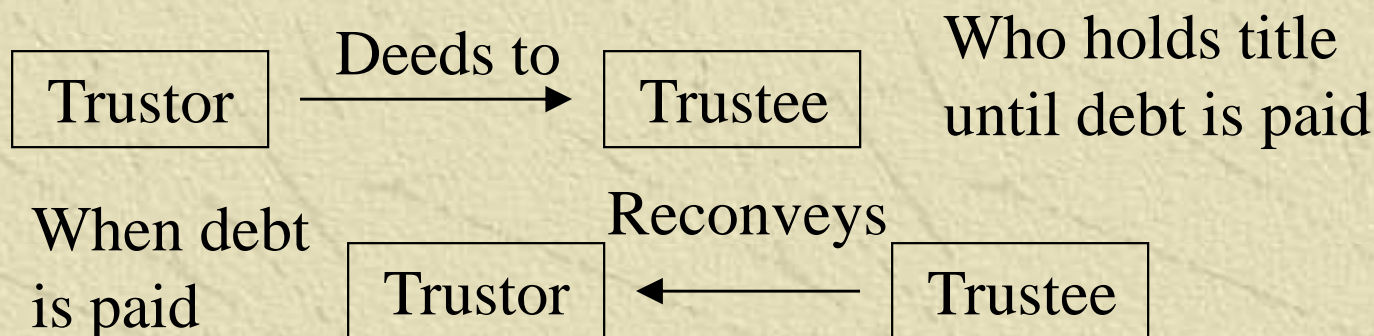 Trustor
Deeds to
Trustee
Who holds title
until debt is paid
When debt
is paid
Trustor
Reconveys
Trustee